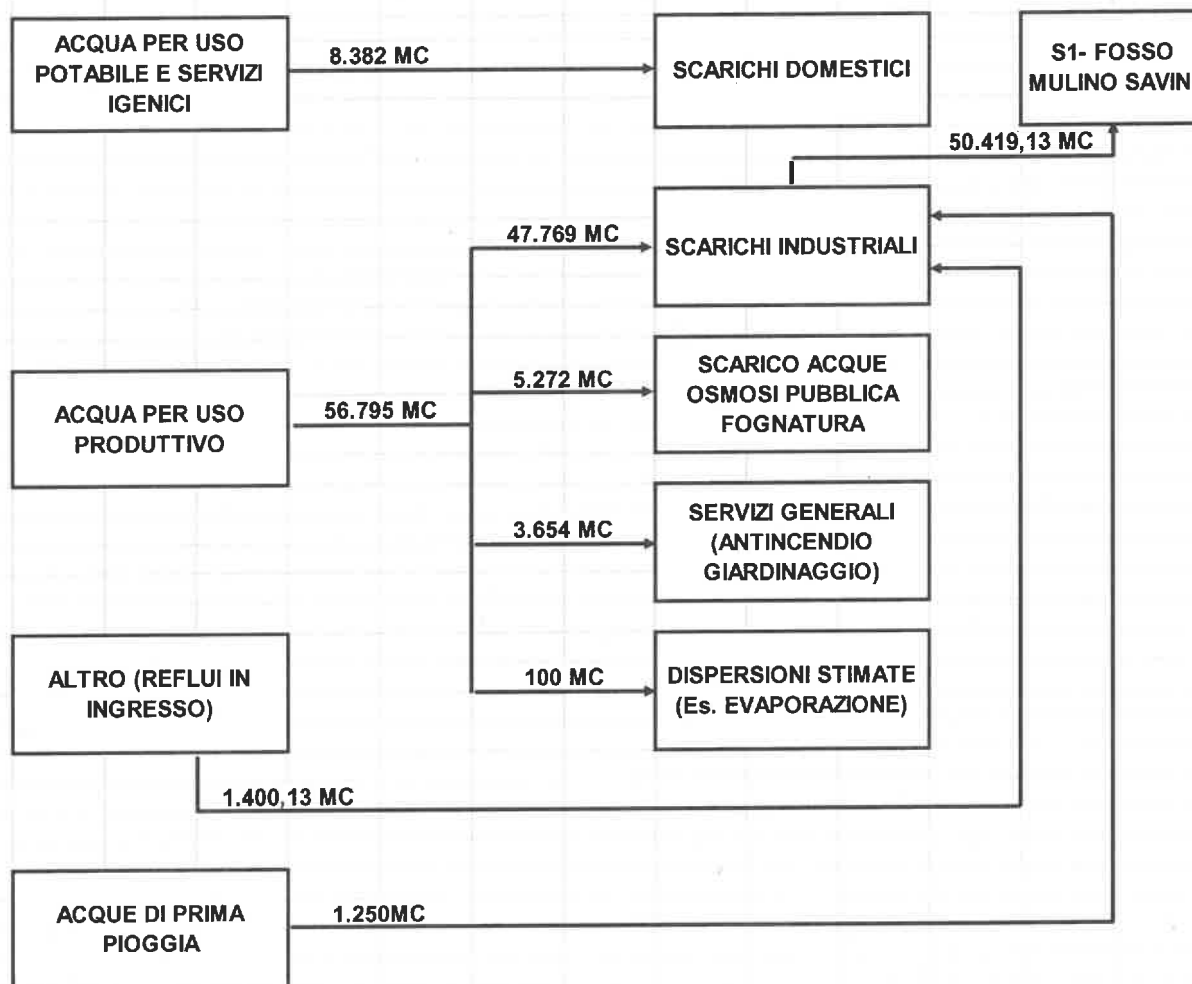 ACQUA PER USO
POTABILE E SERVIZI
IGENICI
8.382 MC
SCARICHI DOMESTICI
S1- FOSSO
MULINO SAVIN
50.419,13 MC
47.769 MC
SCARICHI INDUSTRIALI
ACQUA PER USO
PRODUTTIVO
56.795 MC
5.272 MC
SCARICO ACQUE
OSMOSI PUBBLICA
FOGNATURA
3.654 MC
SERVIZI GENERALI
(ANTINCENDIO
GIARDINAGGIO)
100 MC
DISPERSIONI STIMATE
(Es. EVAPORAZIONE)
ALTRO (REFLUI IN
INGRESSO)
1.400,13 MC
ACQUE DI PRIMA
PIOGGIA
1.250MC